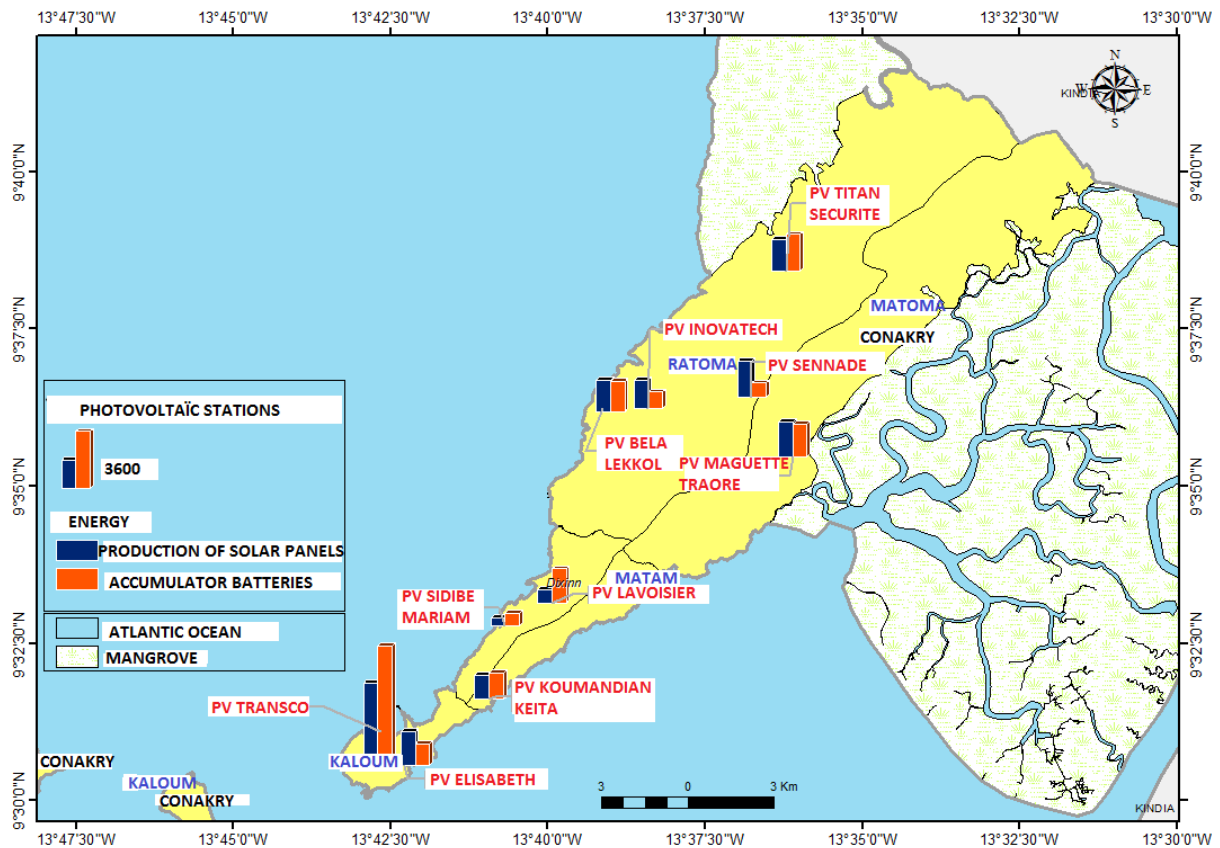 13°47'30"W 13°45'0"W 13°42'30"W 13°40'0"W 13°37'30"W 13°35'0"W 13°32'30"W 13°30'0"W
N
W E
S
KINDIA
9°40'0"N
9°40'0"N
PV TITAN
SECURITE
MATOMA
9°37'30"N
9°37'30"N
PV INOVATECH
CONAKRY
RATOMA
PV SENNADE
PHOTOVOLTAÏC STATIONS
3600
ENERGY
PRODUCTION OF SOLAR PANELS
ACCUMULATOR BATTERIES
ATLANTIC OCEAN
MANGROVE
PV BELA
LEKKOL
PV MAGUETTE
TRAORE
9°35'0"N
9°35'0"N
MATAM
Dixinn
PV LAVOISIER
PV SIDIBE
MARIAM
9°32'30"N
9°32'30"N
PV KOUMANDIAN
KEITA
PV TRANSCO
KALOUM
PV ELISABETH
CONAKRY
KALOUM
CONAKRY
3 0 3 Km
KINDIA
9°30'0"N
9°30'0"N
13°47'30"W 13°45'0"W 13°42'30"W 13°40'0"W 13°37'30"W 13°35'0"W 13°32'30"W 13°30'0"W